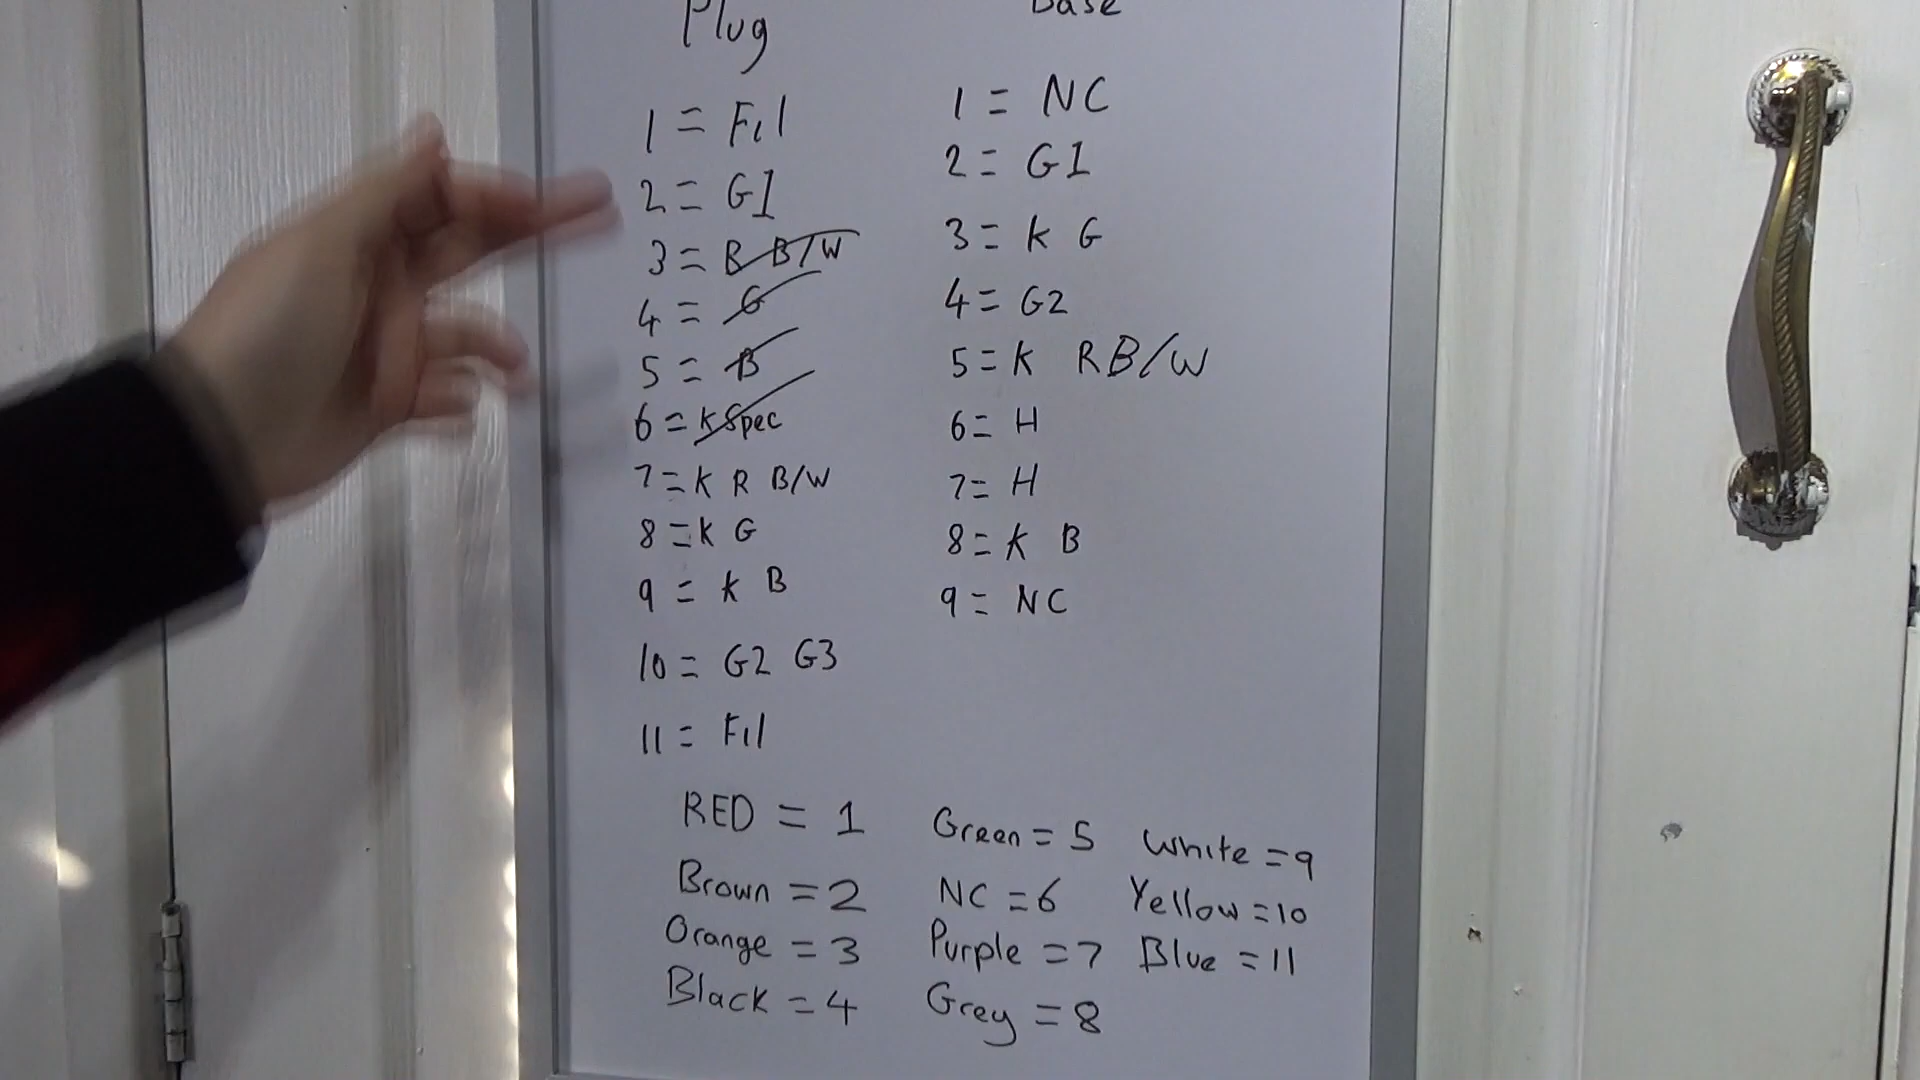 Plug
1 = Fil
2 = G1
3 = B B/W
4 = G
5 = B
6 = K Spec
7 = K R B/W
8 = K G
9 = K B
10 = G2 G3
11 = Fil
Base
1 = NC
2 = G1
3 = K G
4 = G2
5 = K R B/W
6 = H
7 = H
8 = K B
9 = NC
RED = 1
Brown = 2
Orange = 3
Black = 4
Green = 5
NC = 6
Purple = 7
Grey = 8
White = 9
Yellow = 10
Blue = 11